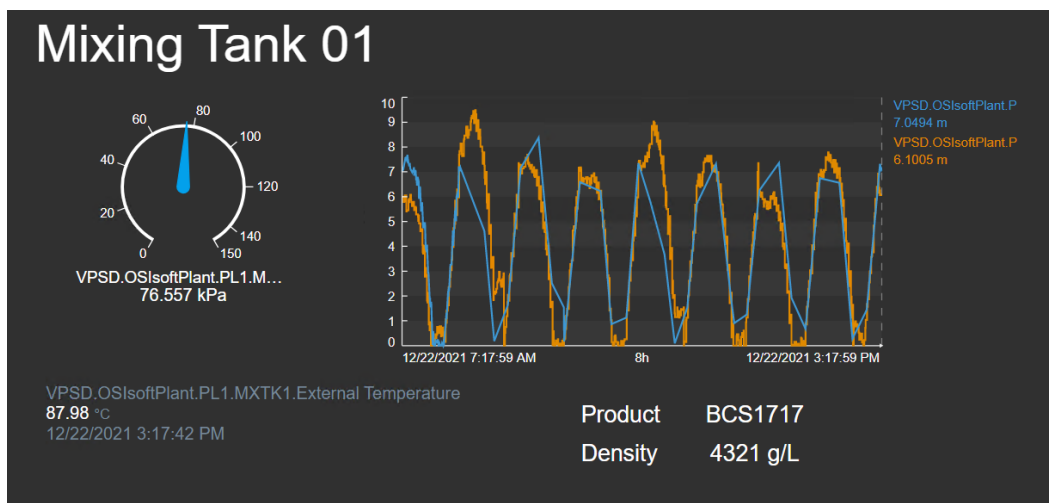 Mixing Tank 01
0
20
40
60
80
100
120
140
150
VPSD.OSIsoftPlant.PL1.M...
76.557 kPa
10
9
8
7
6
5
4
3
2
1
0
12/22/2021 7:17:59 AM 8h 12/22/2021 3:17:59 PM
VPSD.OSIsoftPlant.P
7.0494 m
VPSD.OSIsoftPlant.P
6.1005 m
VPSD.OSIsoftPlant.PL1.MXTK1.External Temperature
87.98 °C
12/22/2021 3:17:42 PM
Product BCS1717
Density 4321 g/L